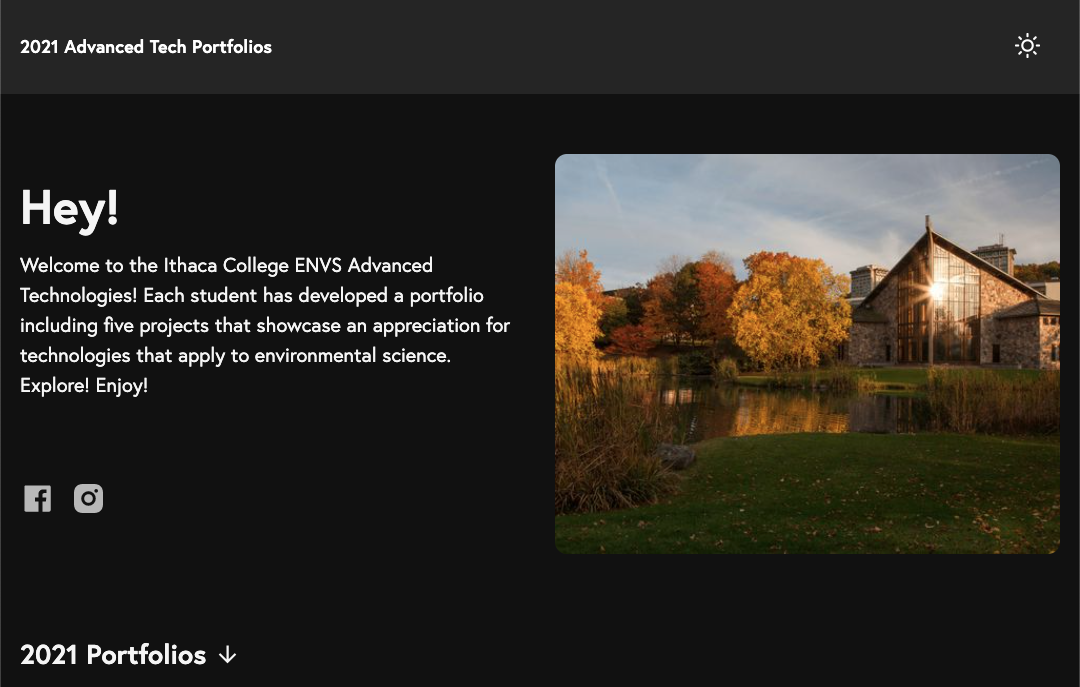 2021 Advanced Tech Portfolios
Hey!
Welcome to the Ithaca College ENVS Advanced
Technologies! Each student has developed a portfolio
including five projects that showcase an appreciation for
technologies that apply to environmental science.
Explore! Enjoy!
2021 Portfolios ↓